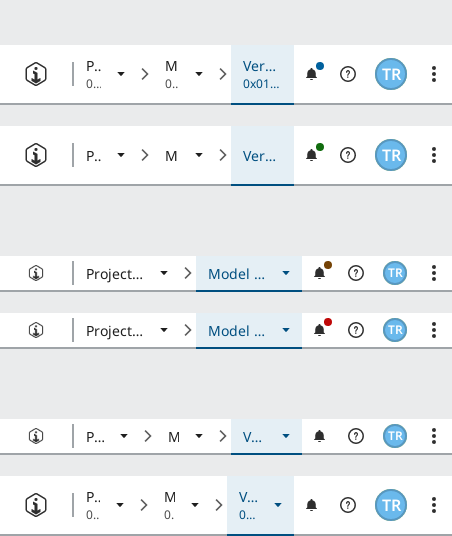 P.. M Ver...
0... 0.. 0x01...
TR
P.. M Ver...
TR
Project... Model ...
TR
Project... Model ...
TR
P... M V...
TR
P.. M V...
0.. 0. 0...
TR